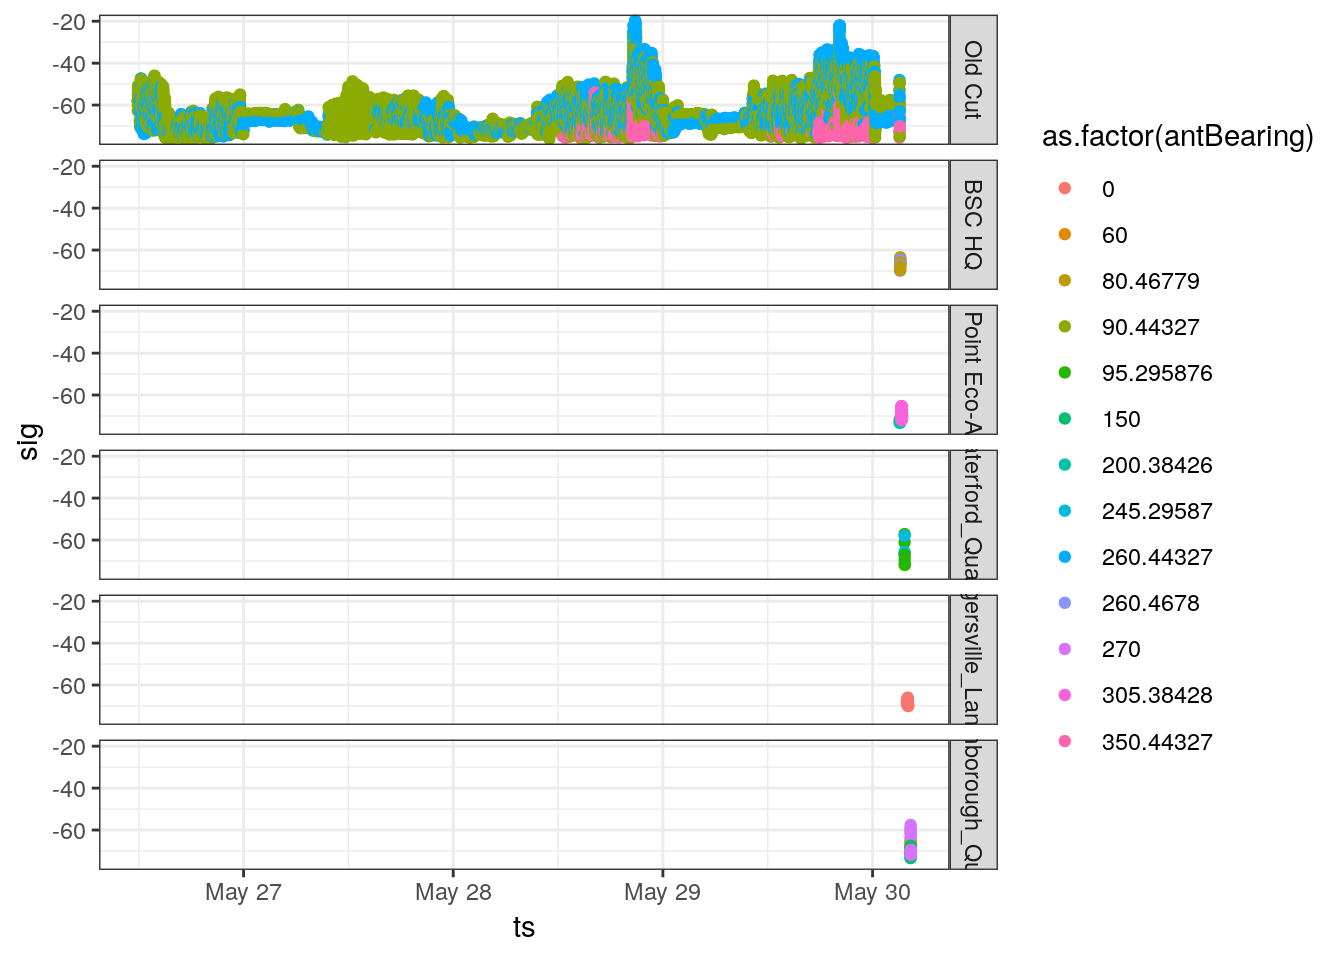 -20
-40
-60
Old Cut
-20
-40
-60
BSC HQ
-20
-40
-60
Point Eco-A
-20
-40
-60
terford_Qua
-20
-40
-60
gersville_Lan
-20
-40
-60
nborough_Qu
May 27
May 28
May 29
May 30
ts
sig
as.factor(antBearing)
0
60
80.46779
90.44327
95.295876
150
200.38426
245.29587
260.44327
260.4678
270
305.38428
350.44327